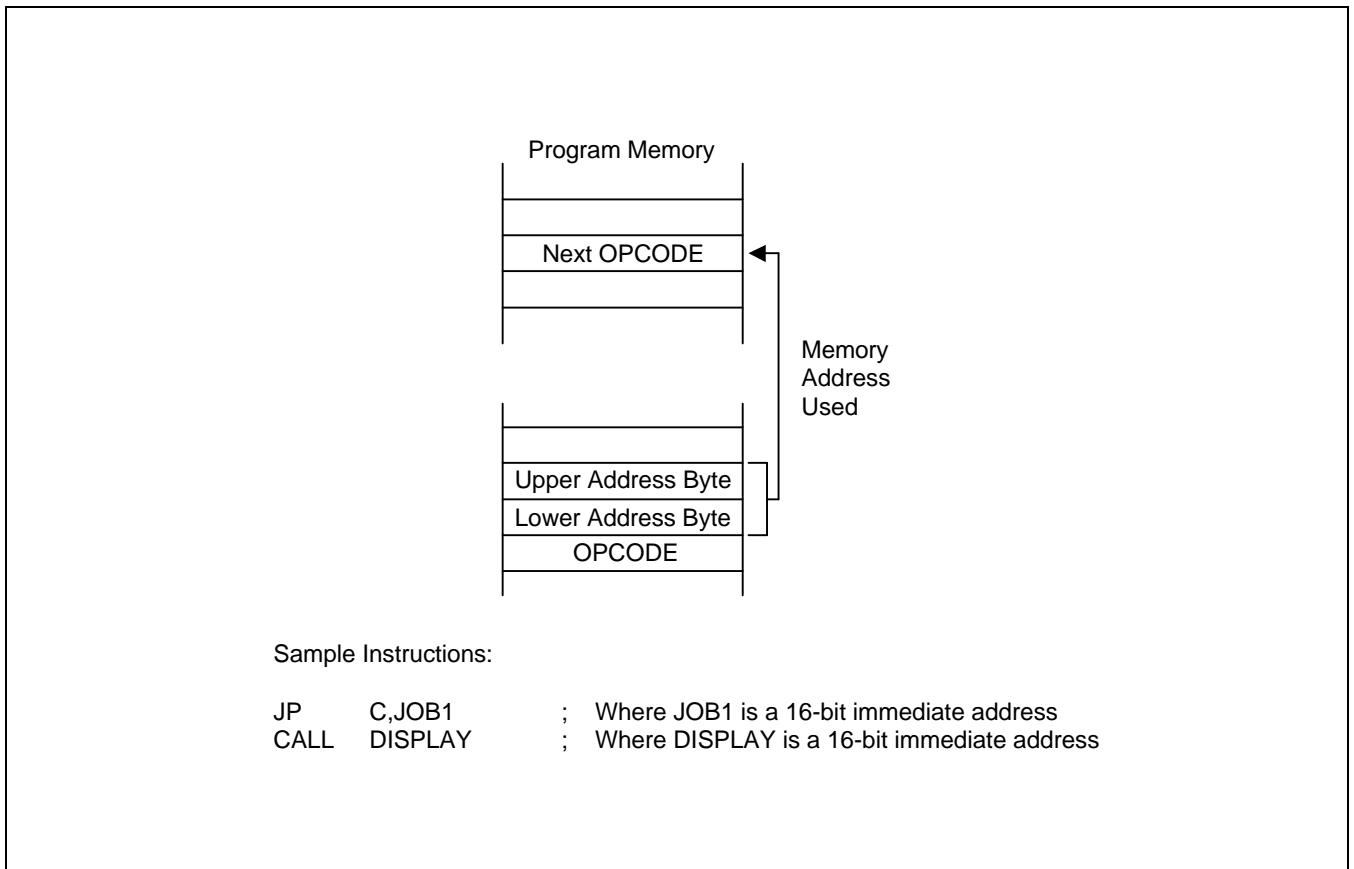 Program Memory
Next OPCODE
Memory
Address
Used
Upper Address Byte
Lower Address Byte
OPCODE
Sample Instructions:
JP C,JOB1 ; Where JOB1 is a 16-bit immediate address
CALL DISPLAY ; Where DISPLAY is a 16-bit immediate address